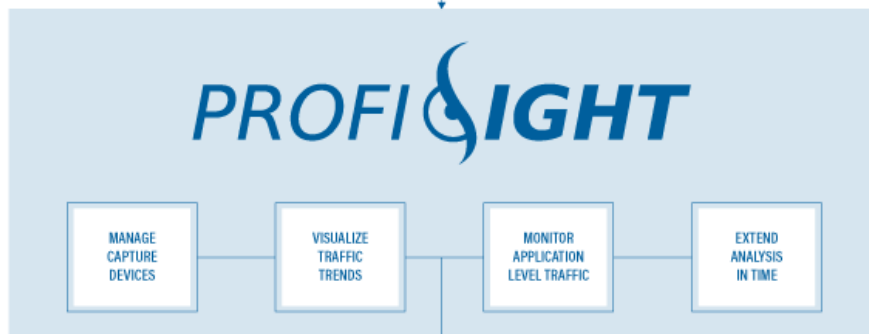 PROFISIGHT
MANAGE
CAPTURE
DEVICES
VISUALIZE
TRAFFIC
TRENDS
MONITOR
APPLICATION
LEVEL TRAFFIC
EXTEND
ANALYSIS
IN TIME